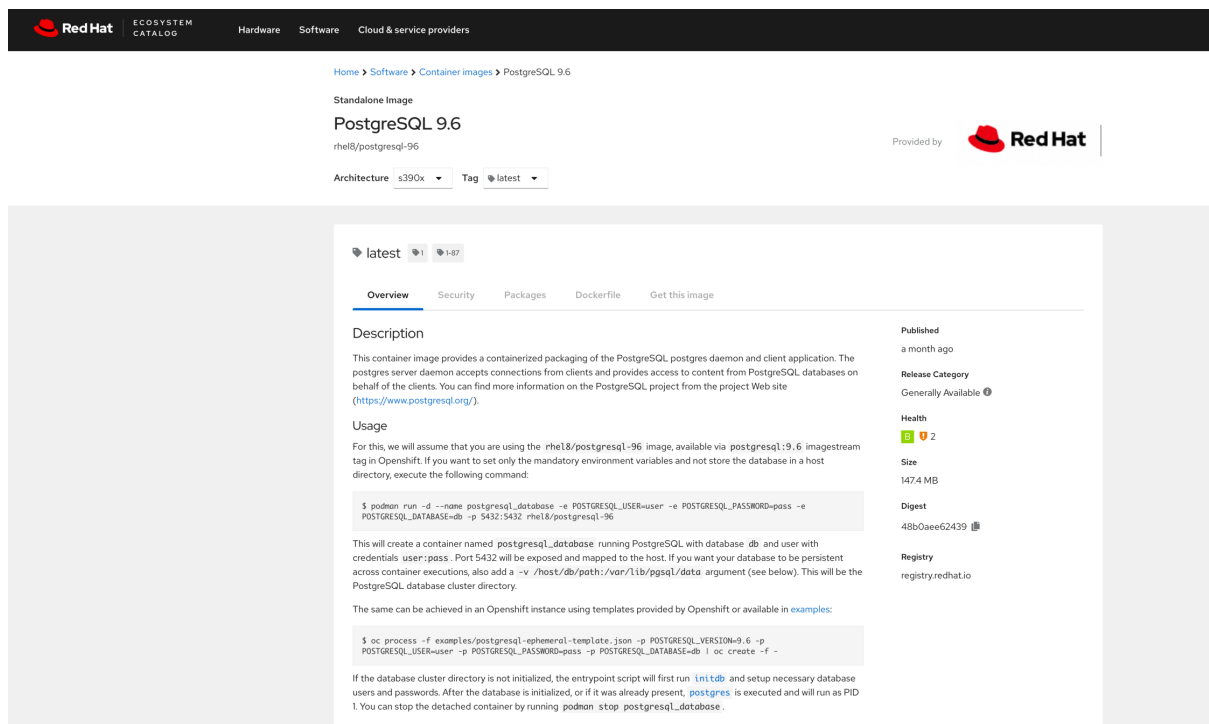 Red Hat
ECOSYSTEM
CATALOG
Hardware
Software
Cloud & service providers
Home > Software > Container images > PostgreSQL 9.6
Standalone Image
PostgreSQL 9.6
rhel8/postgresql-96
Provided by
Red Hat
Architecture s390x Tag latest
latest 1 1-87
Overview Security Packages Dockerfile Get this image
Description
This container image provides a containerized packaging of the PostgreSQL postgres daemon and client application. The
postgres server daemon accepts connections from clients and provides access to content from PostgreSQL databases on
behalf of the clients. You can find more information on the PostgreSQL project from the project Web site
(https://www.postgresql.org/).
Usage
For this, we will assume that you are using the rhel8/postgresql-96 image, available via postgresql:9.6 imagestream
tag in Openshift. If you want to set only the mandatory environment variables and not store the database in a host
directory, execute the following command:
$ podman run -d --name postgresql_database -e POSTGRESQL_USER=user -e POSTGRESQL_PASSWORD=pass -e
POSTGRESQL_DATABASE=db -p 5432:5432 rhel8/postgresql-96
This will create a container named postgresql_database running PostgreSQL with database db and user with
credentials user:pass. Port 5432 will be exposed and mapped to the host. If you want your database to be persistent
across container executions, also add a -v /host/db/path:/var/lib/pgsql/data argument (see below). This will be the
PostgreSQL database cluster directory.
The same can be achieved in an Openshift instance using templates provided by Openshift or available in examples:
$ oc process -f examples/postgresql-ephemeral-template.json -p POSTGRESQL_VERSION=9.6 -p
POSTGRESQL_USER=user -p POSTGRESQL_PASSWORD=pass -p POSTGRESQL_DATABASE=db | oc create -f -
If the database cluster directory is not initialized, the entrypoint script will first run initdb and setup necessary database
users and passwords. After the database is initialized, or if it was already present, postgres is executed and will run as PID
1. You can stop the detached container by running podman stop postgresql_database.
Published
a month ago
Release Category
Generally Available
Health
B 2
Size
147.4 MB
Digest
48b0aee62439
Registry
registry.redhat.io